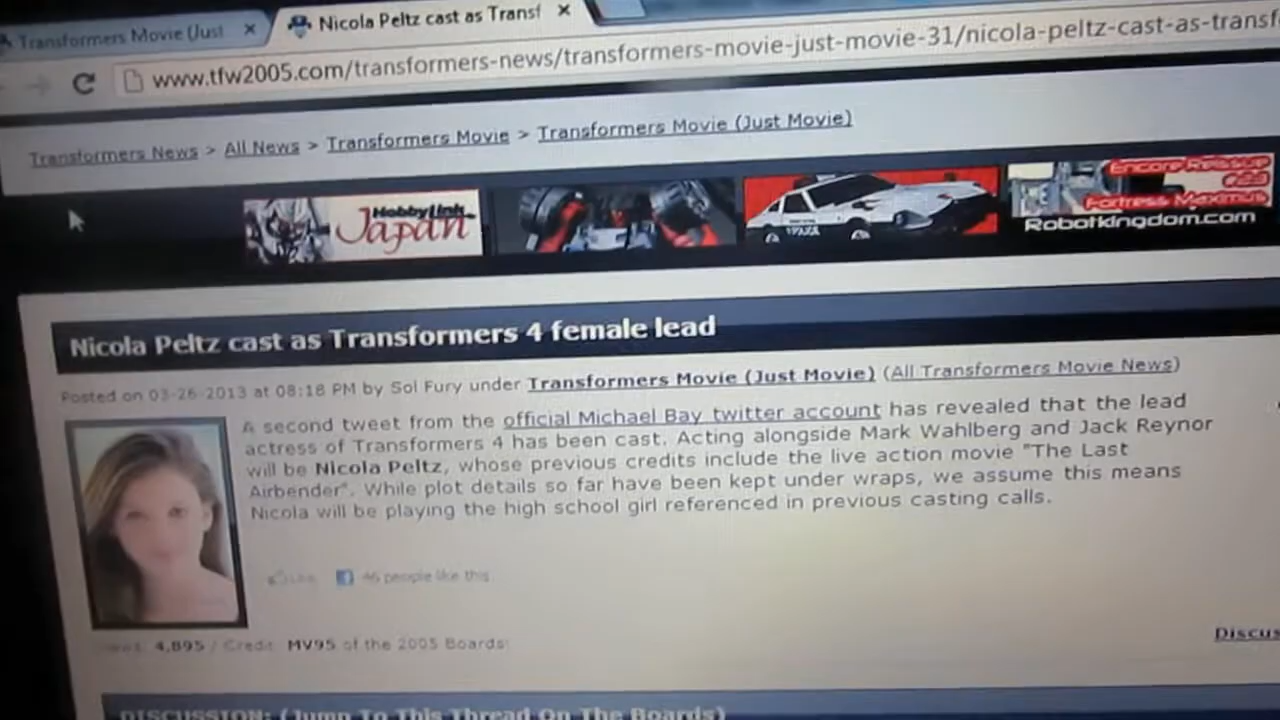 Transformers Movie (Just
Nicola Peltz cast as Transf
www.tfw2005.com/transformers-news/transformers-movie-just-movie-31/nicola-peltz-cast-as-transf
Transformers News > All News > Transformers Movie > Transformers Movie (Just Movie)
HobbyLink
Japan
Encore Reissue
Fortress Maximus
Robotkingdom.com
Nicola Peltz cast as Transformers 4 female lead
Posted on 03-26-2013 at 08:18 PM by Sol Fury under Transformers Movie (Just Movie) (All Transformers Movie News)
A second tweet from the official Michael Bay twitter account has revealed that the lead
actress of Transformers 4 has been cast. Acting alongside Mark Wahlberg and Jack Reynor
will be Nicola Peltz, whose previous credits include the live action movie "The Last
Airbender". While plot details so far have been kept under wraps, we assume this means
Nicola will be playing the high school girl referenced in previous casting calls.
Like 46 people like this
4,895 / Credit: MV95 of the 2005 Boards!
Discus
DISCUSSION: (Jump To This Thread On The Boards)